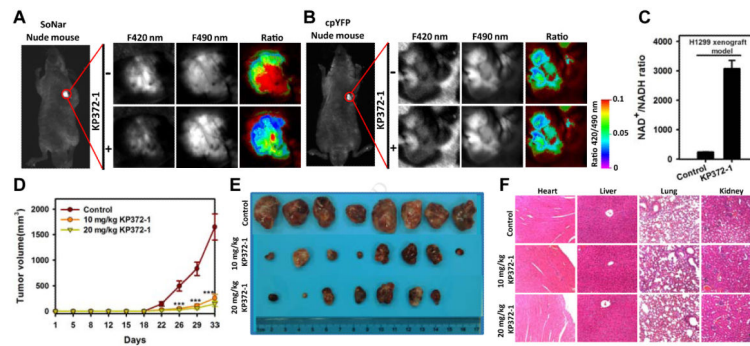 A
SoNar
Nude mouse
F420 nm
F490 nm
Ratio
KP372-1
-
+
B
cpYFP
Nude mouse
F420 nm
F490 nm
Ratio
KP372-1
-
+
0.1
0.0
Ratio 420/490 nm
C
H1299 xenograft
model
NAD+/NADH ratio
4000
3000
2000
1000
0
Control
KP372-1
D
Control
10 mg/kg KP372-1
20 mg/kg KP372-1
Tumor volume(mm3)
2000
1500
1000
500
0
***
***
***
1 5 8 12 15 18 22 26 29 33
Days
E
Control
10 mg/kg
KP372-1
20 mg/kg
KP372-1
F
Heart
Liver
Lung
Kidney
Control
10 mg/kg
KP372-1
20 mg/kg
KP372-1